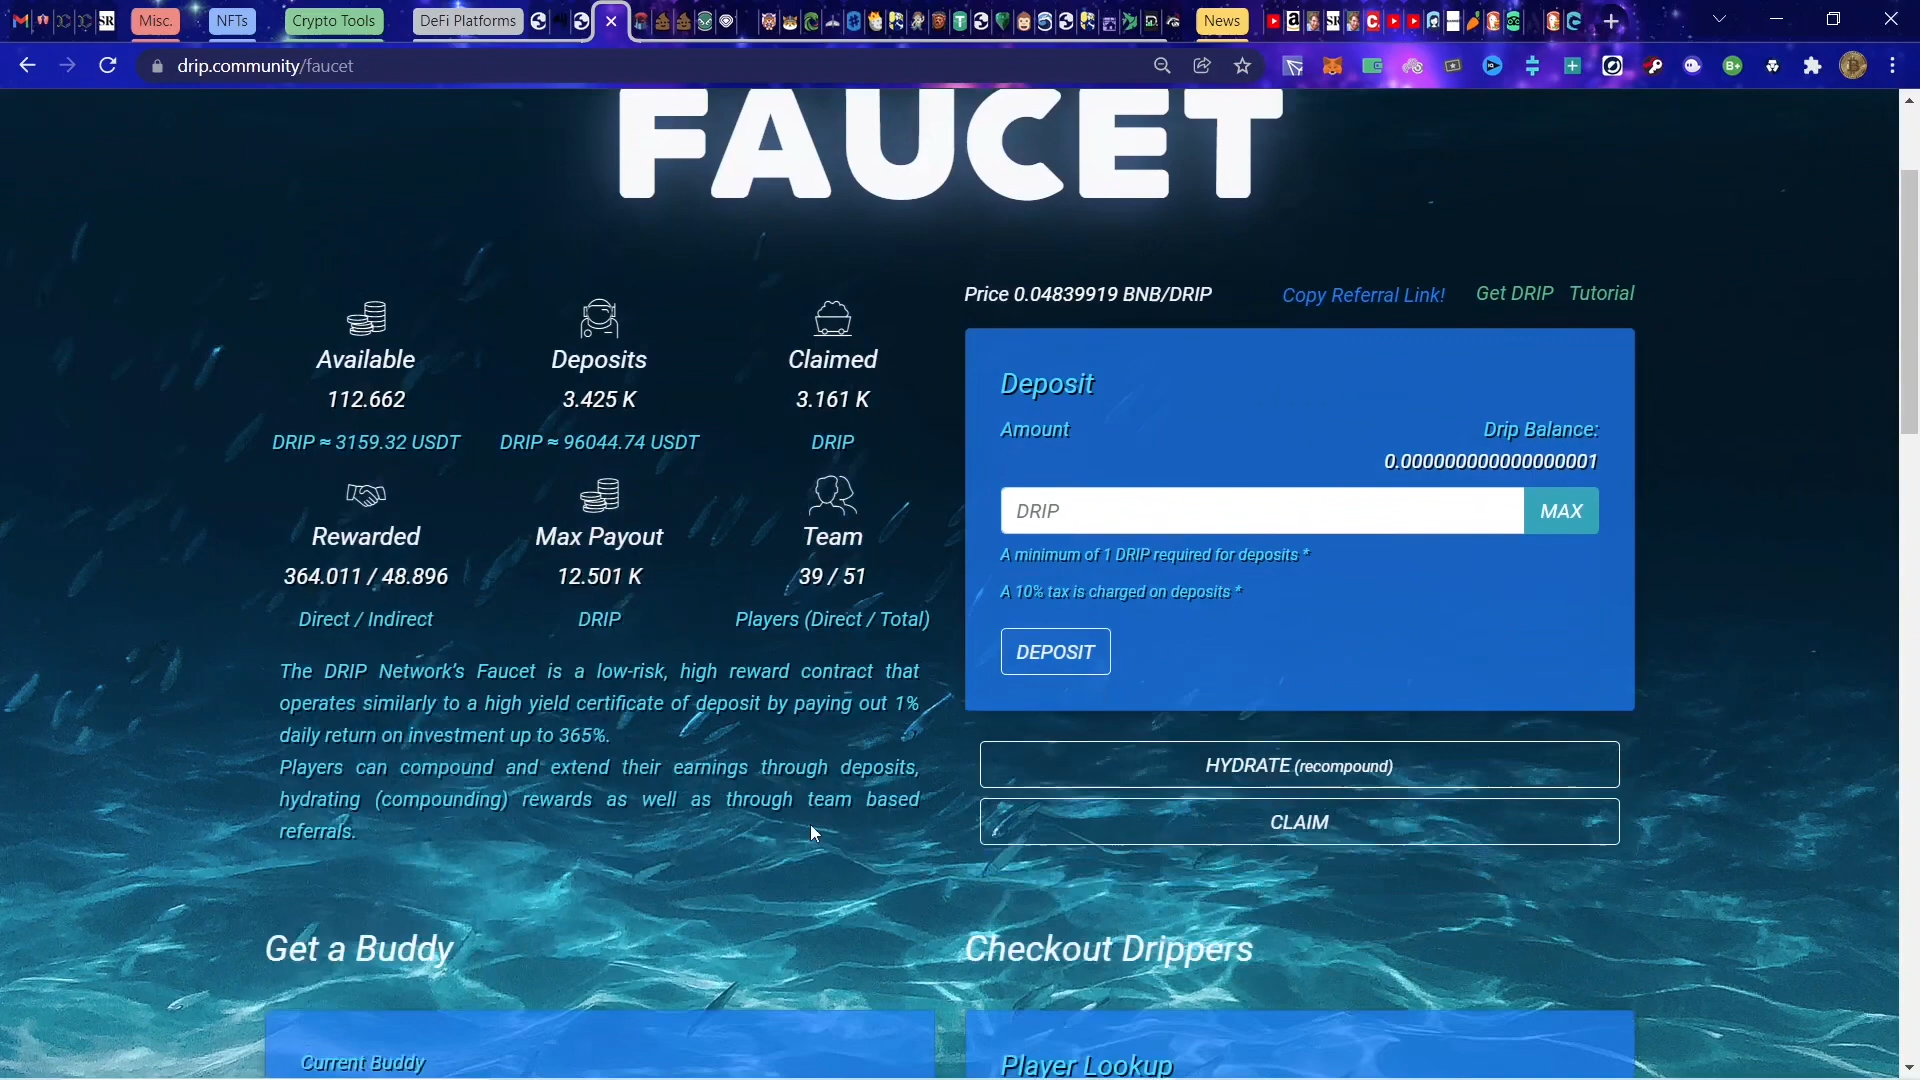 Misc.
NFTs
Crypto Tools
DeFi Platforms
News
drip.community/faucet
FAUCET
Price 0.04839919 BNB/DRIP
Copy Referral Link!
Get DRIP
Tutorial
Available
112.662
DRIP ≈ 3159.32 USDT
Deposits
3.425 K
DRIP ≈ 96044.74 USDT
Claimed
3.161 K
DRIP
Rewarded
364.011 / 48.896
Direct / Indirect
Max Payout
12.501 K
DRIP
Team
39 / 51
Players (Direct / Total)
The DRIP Network's Faucet is a low-risk, high reward contract that
operates similarly to a high yield certificate of deposit by paying out 1%
daily return on investment up to 365%.
Players can compound and extend their earnings through deposits,
hydrating (compounding) rewards as well as through team based
referrals.
Deposit
Amount
Drip Balance:
0.000000000000000001
DRIP
MAX
A minimum of 1 DRIP required for deposits *
A 10% tax is charged on deposits *
DEPOSIT
HYDRATE (recompound)
CLAIM
Get a Buddy
Checkout Drippers
Current Buddy
Player Lookup